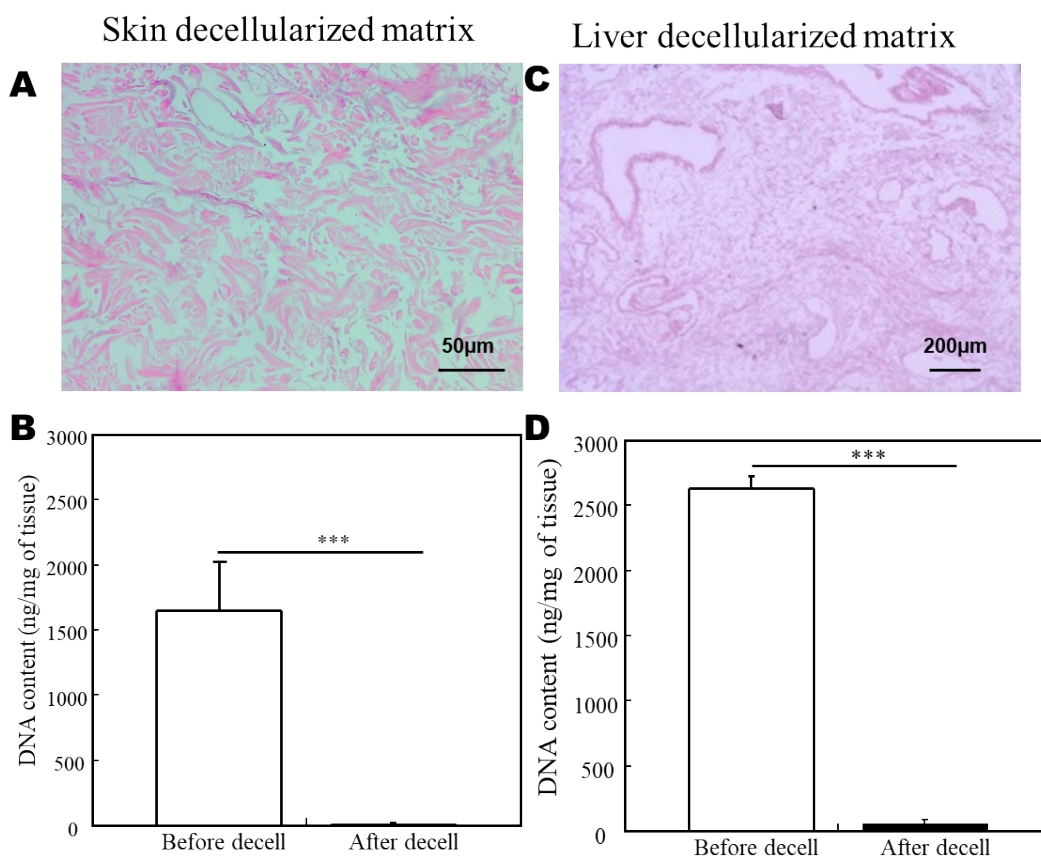 Skin decellularized matrix
Liver decellularized matrix
A
50μm
C
200μm
B
DNA content (ng/mg of tissue)
3000
2500
2000
1500
1000
500
0
***
Before decell
After decell
D
DNA content (ng/mg of tissue)
3000
2500
2000
1500
1000
500
0
***
Before decell
After decell